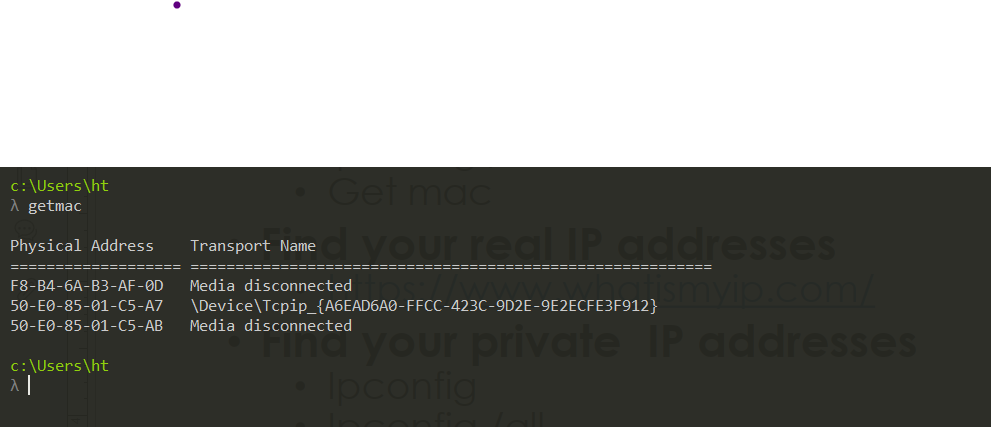 c:\Users\ht
• Get mac
λ getmac
Physical Address    Transport Name
Find your real IP addresses
=================== ==========================================================
F8-B4-6A-B3-AF-0D   Media disconnected
https://www.whatismyip.com/
50-E0-85-01-C5-A7   \Device\Tcpip_{A6EAD6A0-FFCC-423C-9D2E-9E2ECFE3F912}
50-E0-85-01-C5-AB   Media disconnected
• Find your private IP addresses
c:\Users\ht
λ
• Ipconfig
Ipconfig /all